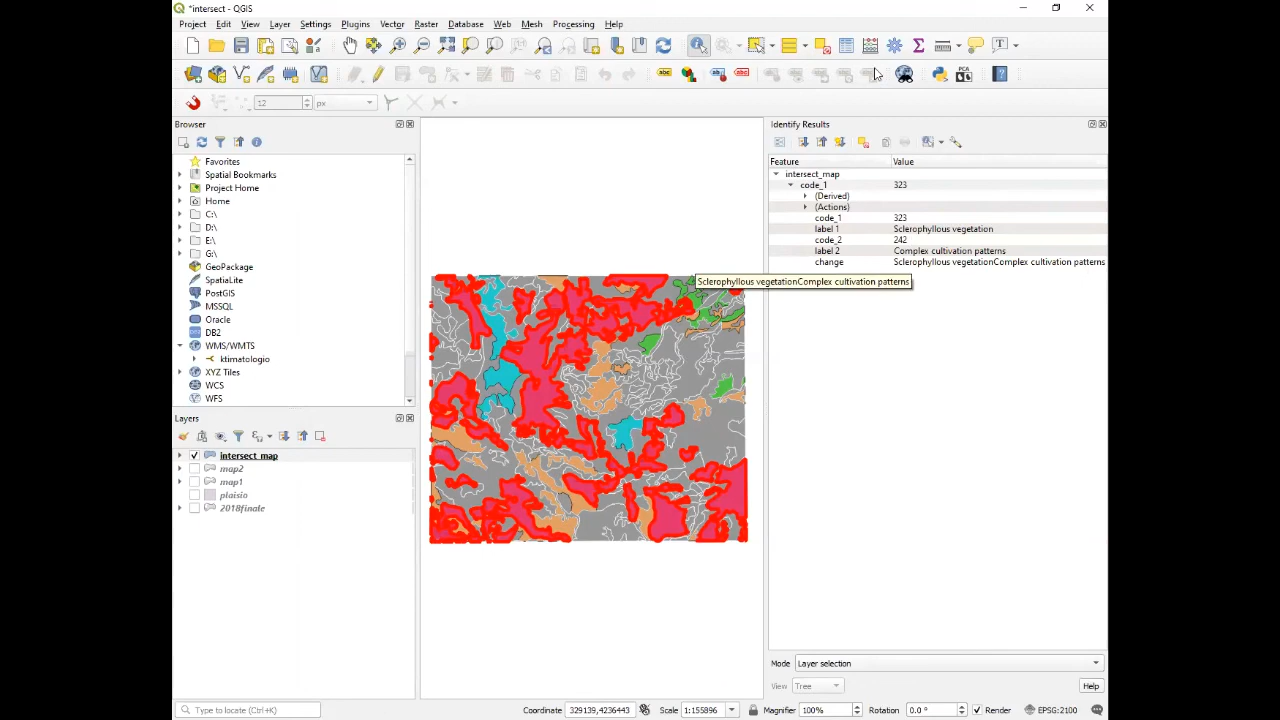 *intersect - QGIS
Project Edit View Layer Settings Plugins Vector Raster Database Web Mesh Processing Help
12 px
Browser
Favorites
Spatial Bookmarks
Project Home
Home
C:\
D:\
E:\
G:\
GeoPackage
SpatiaLite
PostGIS
MSSQL
Oracle
DB2
WMS/WMTS
ktimatologio
XYZ Tiles
WCS
WFS
Layers
intersect_map
map2
map1
plaisio
2018finale
Identify Results
Feature Value
intersect_map
code_1 323
(Derived)
(Actions)
code_1 323
label 1 Sclerophyllous vegetation
code_2 242
label 2 Complex cultivation patterns
change Sclerophyllous vegetationComplex cultivation patterns
Sclerophyllous vegetationComplex cultivation patterns
Mode Layer selection
View Tree Help
Type to locate (Ctrl+K) Coordinate 329139,4236443 Scale 1:155896 Magnifier 100% Rotation 0.0 ° Render EPSG:2100